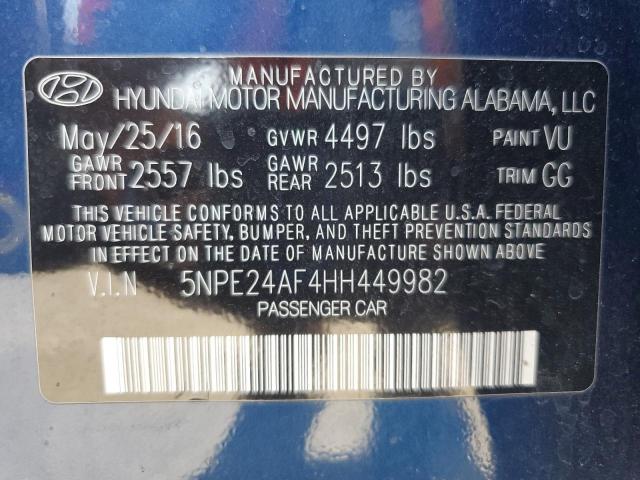 MANUFACTURED BY
HYUNDAI MOTOR MANUFACTURING ALABAMA, LLC
May/25/16 GVWR 4497 lbs PAINT VU
GAWR FRONT 2557 lbs GAWR REAR 2513 lbs TRIM GG
THIS VEHICLE CONFORMS TO ALL APPLICABLE U.S.A. FEDERAL
MOTOR VEHICLE SAFETY, BUMPER, AND THEFT PREVENTION STANDARDS
IN EFFECT ON THE DATE OF MANUFACTURE SHOWN ABOVE.
V.I.N 5NPE24AF4HH449982
PASSENGER CAR